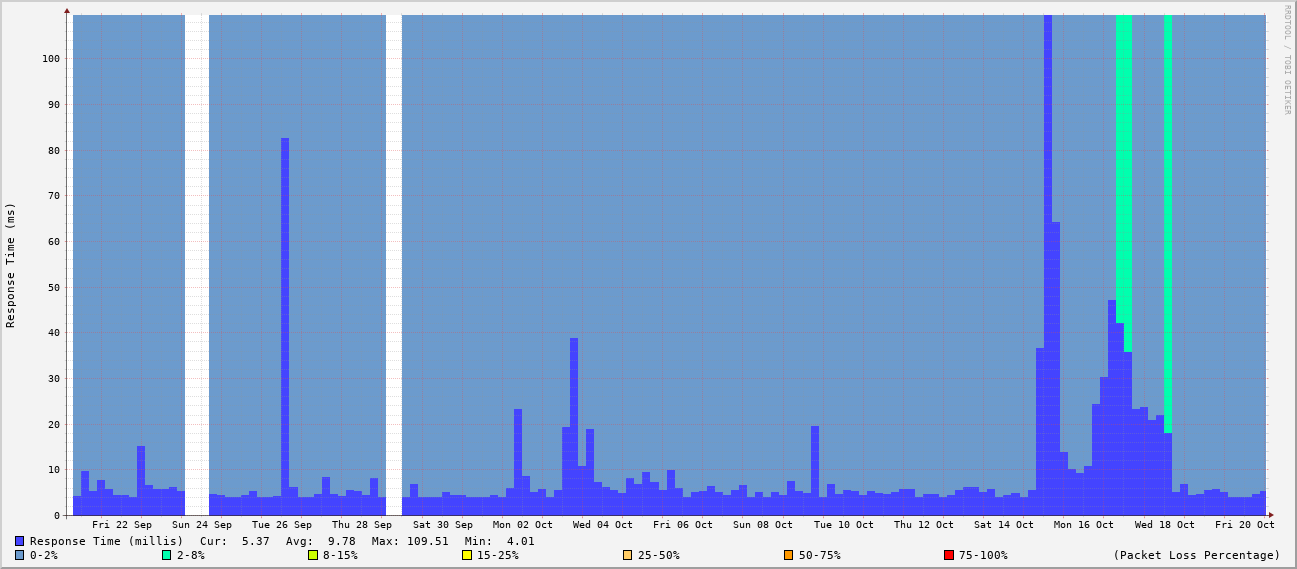 RRDTOOL / TOBI OETIKER
Response Time (ms)
100
90
80
70
60
50
40
30
20
10
0
Fri 22 Sep Sun 24 Sep Tue 26 Sep Thu 28 Sep Sat 30 Sep Mon 02 Oct Wed 04 Oct Fri 06 Oct Sun 08 Oct Tue 10 Oct Thu 12 Oct Sat 14 Oct Mon 16 Oct Wed 18 Oct Fri 20 Oct
Response Time (millis) Cur: 5.37 Avg: 9.78 Max: 109.51 Min: 4.01
0-2% 2-8% 8-15% 15-25% 25-50% 50-75% 75-100% (Packet Loss Percentage)